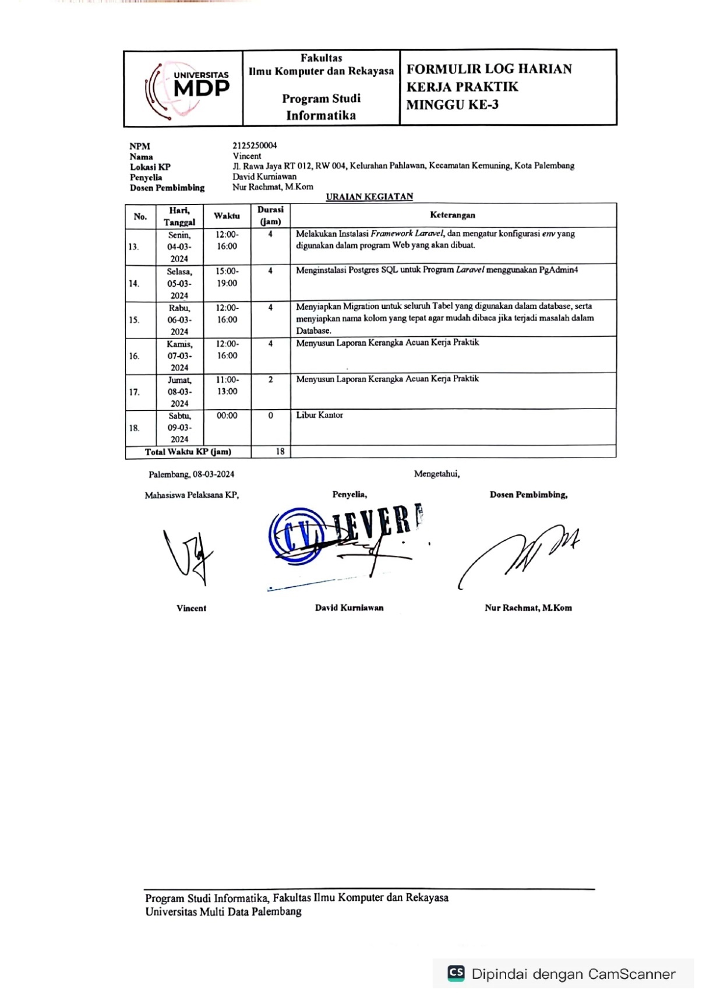 UNIVERSITAS
MDP
Fakultas
Ilmu Komputer dan Rekayasa
Program Studi
Informatika
FORMULIR LOG HARIAN
KERJA PRAKTIK
MINGGU KE-3
NPM 2125250004
Nama Vincent
Lokasi KP Jl. Rawa Jaya RT 012, RW 004, Kelurahan Pahlawan, Kecamatan Kemuning, Kota Palembang
Penyelia David Kurniawan
Dosen Pembimbing Nur Rachmat, M.Kom
URAIAN KEGIATAN
No. Hari, Tanggal Waktu Durasi (jam) Keterangan
13. Senin, 04-03-2024 12:00-16:00 4 Melakukan Instalasi Framework Laravel, dan mengatur konfigurasi env yang
digunakan dalam program Web yang akan dibuat.
14. Selasa, 05-03-2024 15:00-19:00 4 Menginstalasi Postgres SQL untuk Program Laravel menggunakan PgAdmin4
15. Rabu, 06-03-2024 12:00-16:00 4 Menyiapkan Migration untuk seluruh Tabel yang digunakan dalam database, serta
menyiapkan nama kolom yang tepat agar mudah dibaca jika terjadi masalah dalam
Database.
16. Kamis, 07-03-2024 12:00-16:00 4 Menyusun Laporan Kerangka Acuan Kerja Praktik
17. Jumat, 08-03-2024 11:00-13:00 2 Menyusun Laporan Kerangka Acuan Kerja Praktik
18. Sabtu, 09-03-2024 00:00 0 Libur Kantor
Total Waktu KP (jam) 18
Palembang, 08-03-2024 Mengetahui,
Mahasiswa Pelaksana KP, Penyelia, Dosen Pembimbing,
CV
Vincent David Kurniawan Nur Rachmat, M.Kom
Program Studi Informatika, Fakultas Ilmu Komputer dan Rekayasa
Universitas Multi Data Palembang
CS Dipindai dengan CamScanner